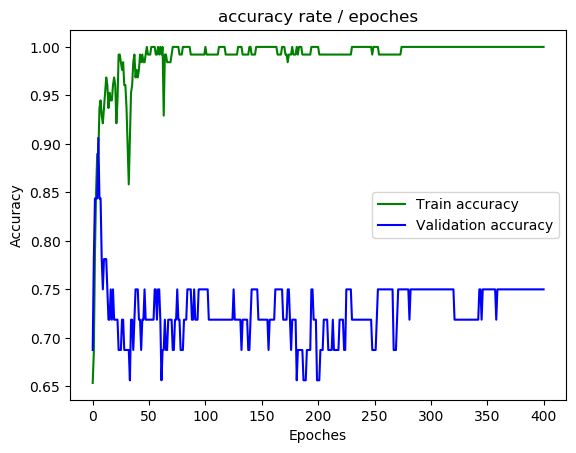 accuracy rate / epoches
1.00
0.95
0.90
0.85
0.80
0.75
0.70
0.65
Accuracy
Train accuracy
Validation accuracy
0 50 100 150 200 250 300 350 400
Epoches